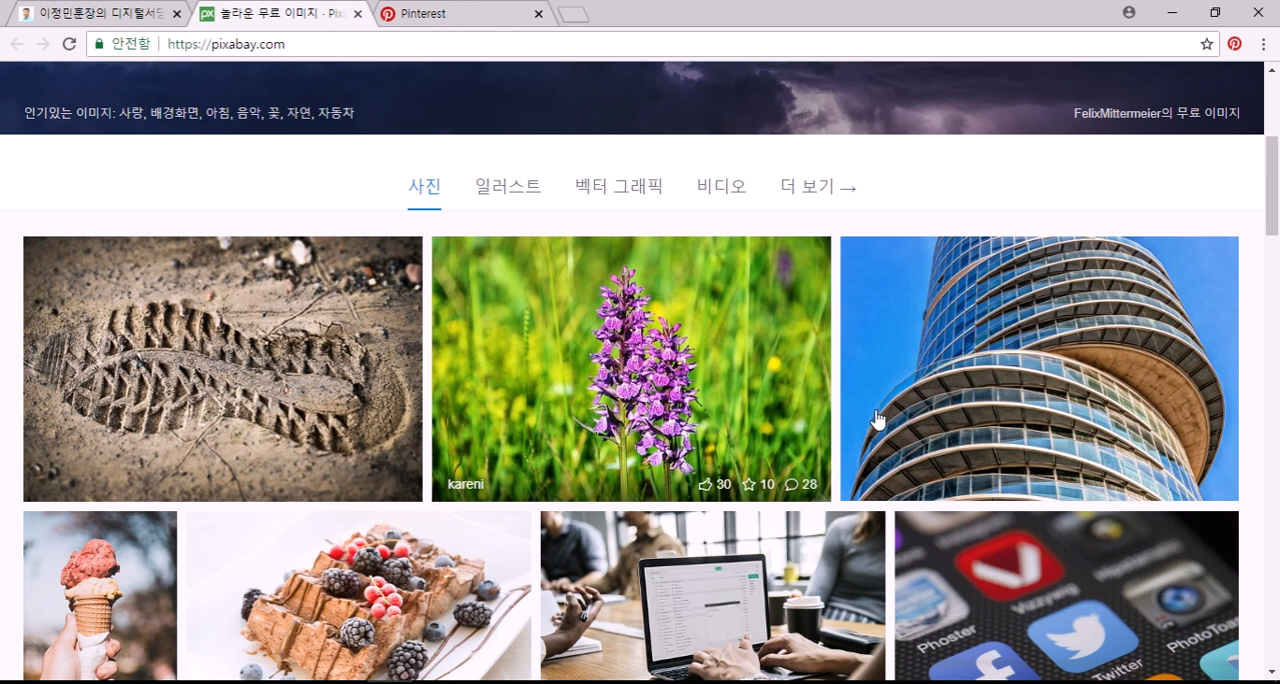 이정민훈장의 디지털서당
놀라운 무료 이미지 - Pix
Pinterest
안전함 https://pixabay.com
인기있는 이미지: 사랑, 배경화면, 아침, 음악, 꽃, 자연, 자동차
FelixMittermeier의 무료 이미지
사진 일러스트 벡터 그래픽 비디오 더 보기 →
kareni 30 10 28
Vizzywig
Phoster
Twitter
PhotoToa